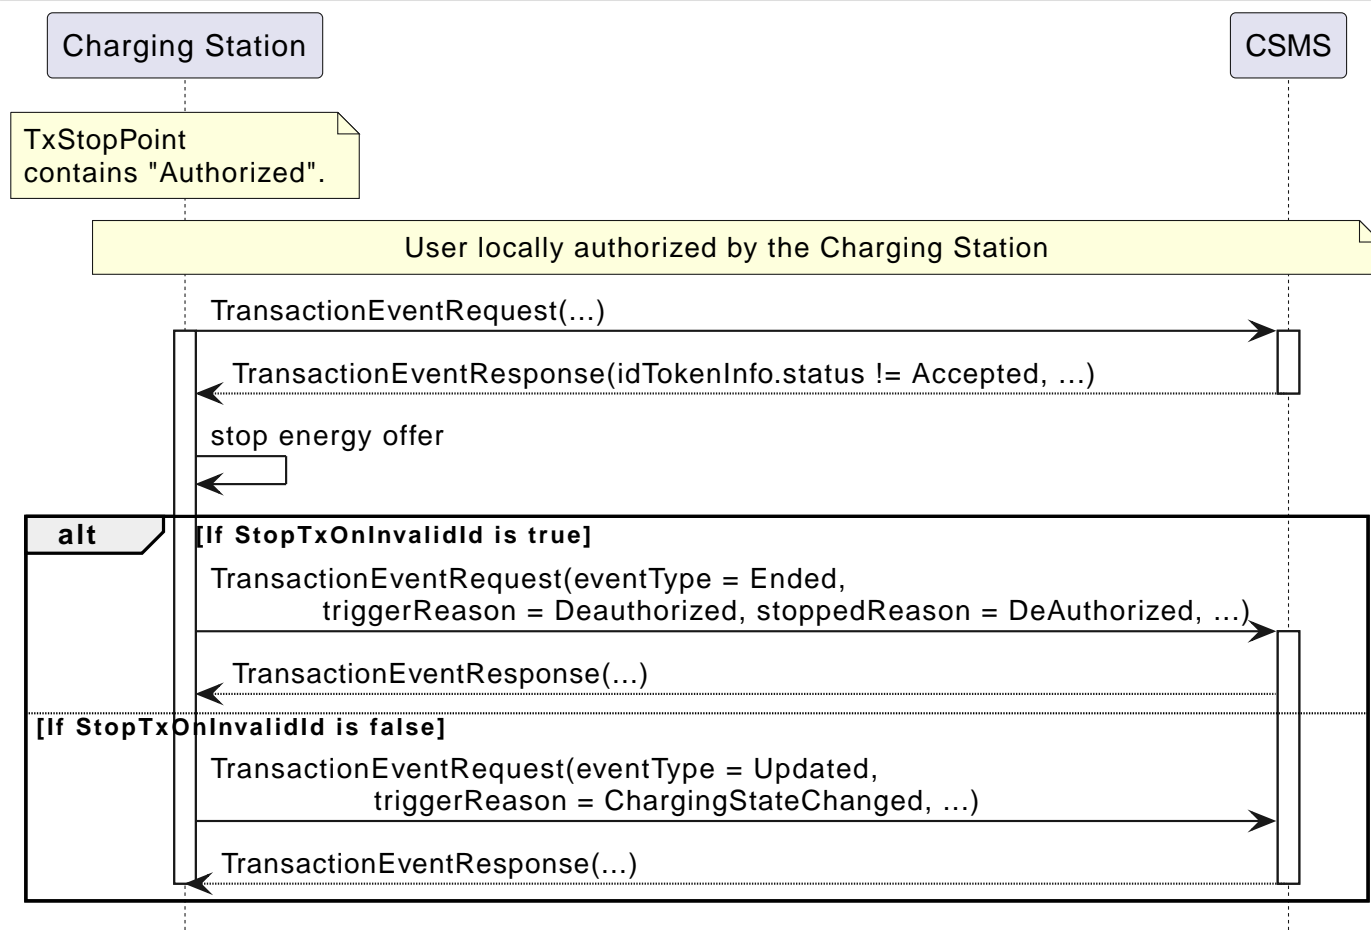 Charging Station
CSMS
TxStopPoint
contains "Authorized".
User locally authorized by the Charging Station
TransactionEventRequest(...)
TransactionEventResponse(idTokenInfo.status != Accepted, ...)
stop energy offer
alt
[If StopTxOnInvalidId is true]
TransactionEventRequest(eventType = Ended,
triggerReason = Deauthorized, stoppedReason = DeAuthorized, ...)
TransactionEventResponse(...)
[If StopTxOnInvalidId is false]
TransactionEventRequest(eventType = Updated,
triggerReason = ChargingStateChanged, ...)
TransactionEventResponse(...)